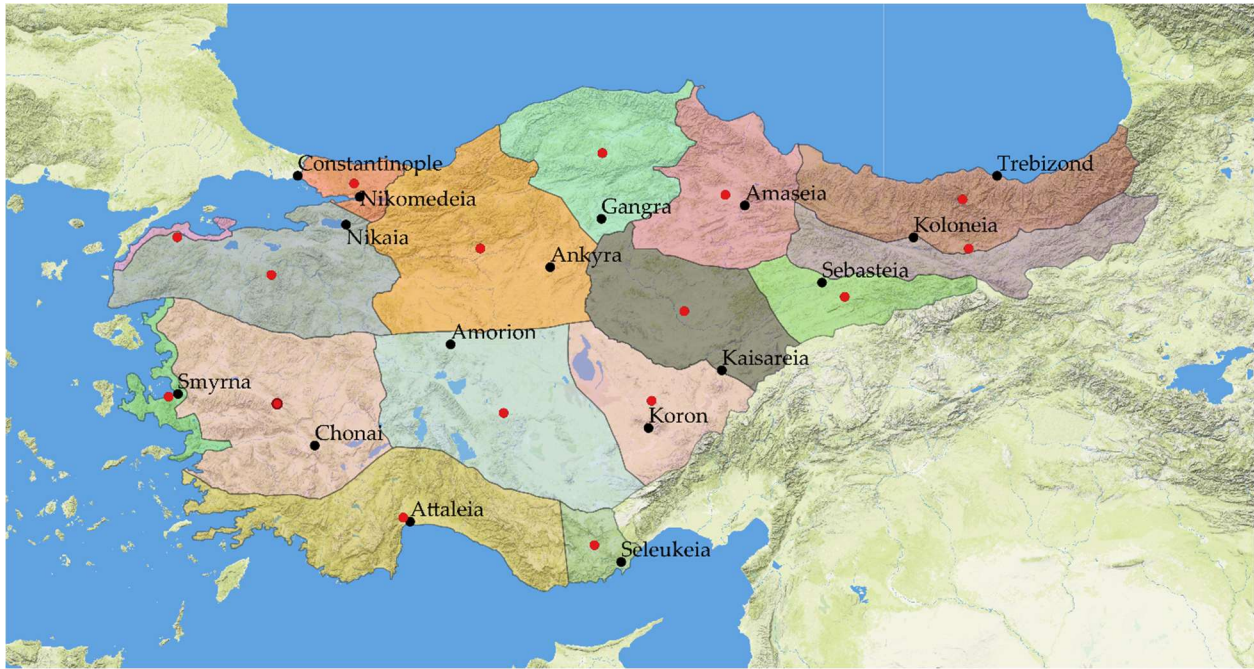 Constantinople
Trebizond
Nikomedeia
Amaseia
Gangra
Koloneia
Nikaia
Ankyra
Sebasteia
Amorion
Kaisareia
Smyrna
Koron
Chonai
Attaleia
Seleukeia